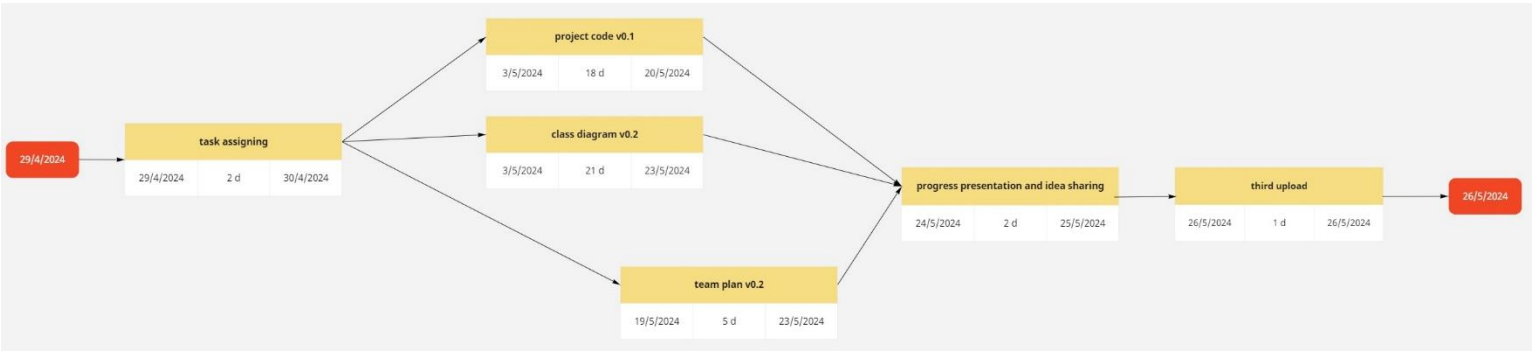 29/4/2024
task assigning
29/4/2024 2 d 30/4/2024
project code v0.1
3/5/2024 18 d 20/5/2024
class diagram v0.2
3/5/2024 21 d 23/5/2024
team plan v0.2
19/5/2024 5 d 23/5/2024
progress presentation and idea sharing
24/5/2024 2 d 25/5/2024
third upload
26/5/2024 1 d 26/5/2024
26/5/2024